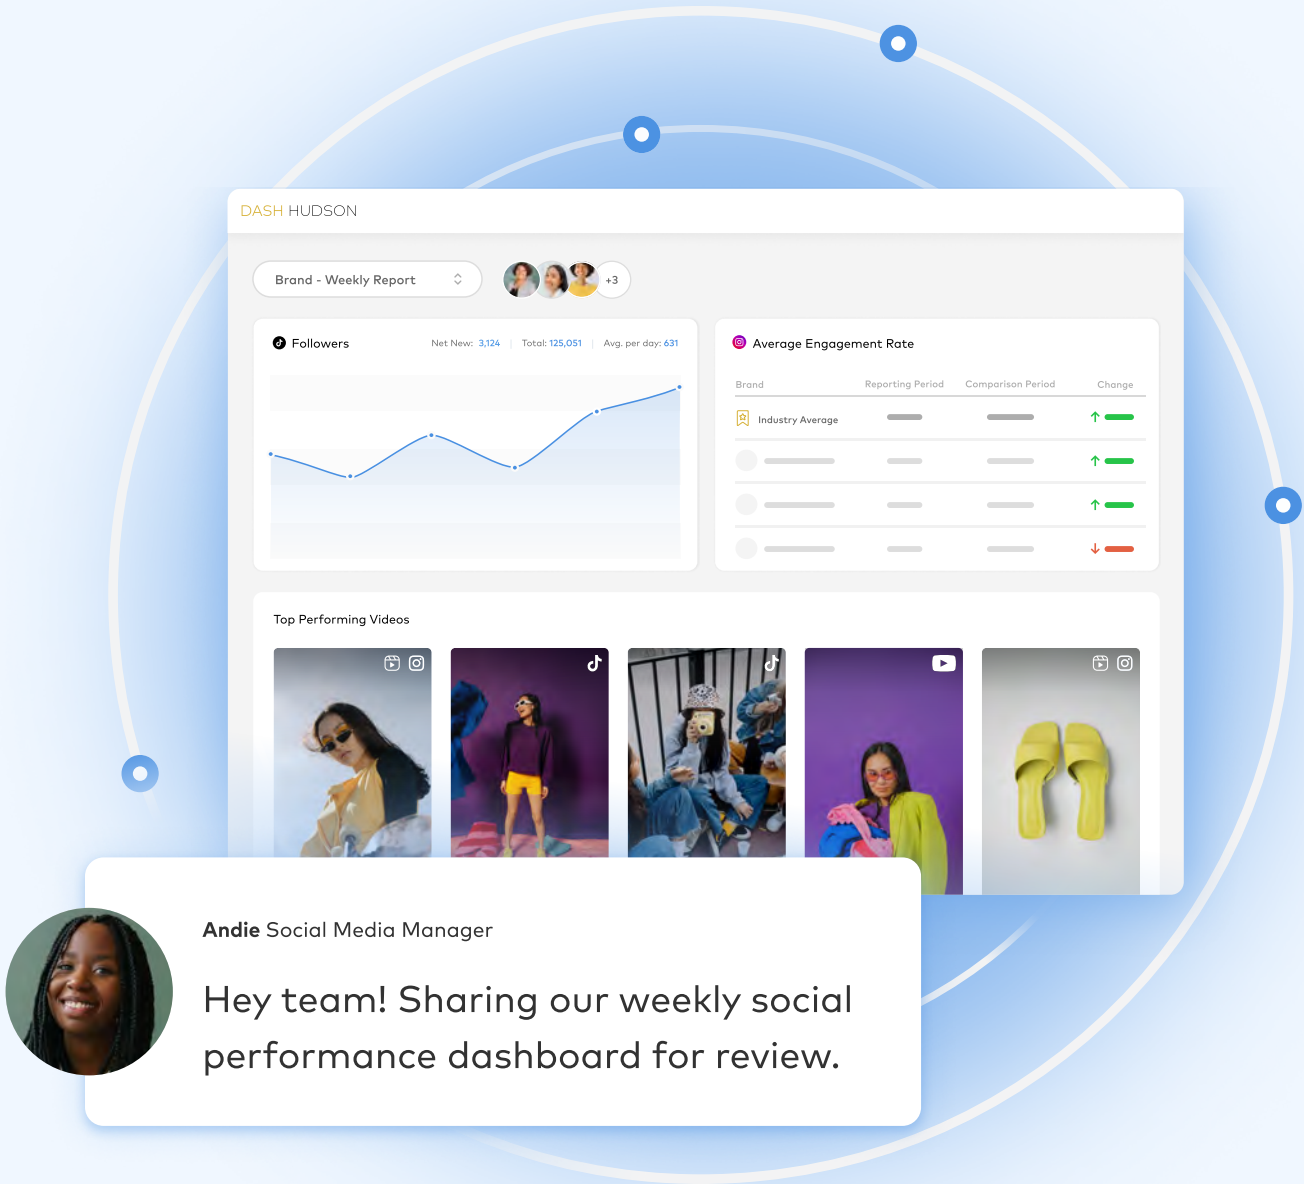 DASH HUDSON
Brand - Weekly Report
+3
Followers
Net New: 3,124 | Total: 125,051 | Avg. per day: 631
Average Engagement Rate
Brand Reporting Period Comparison Period Change
Industry Average
Top Performing Videos
Andie Social Media Manager
Hey team! Sharing our weekly social
performance dashboard for review.